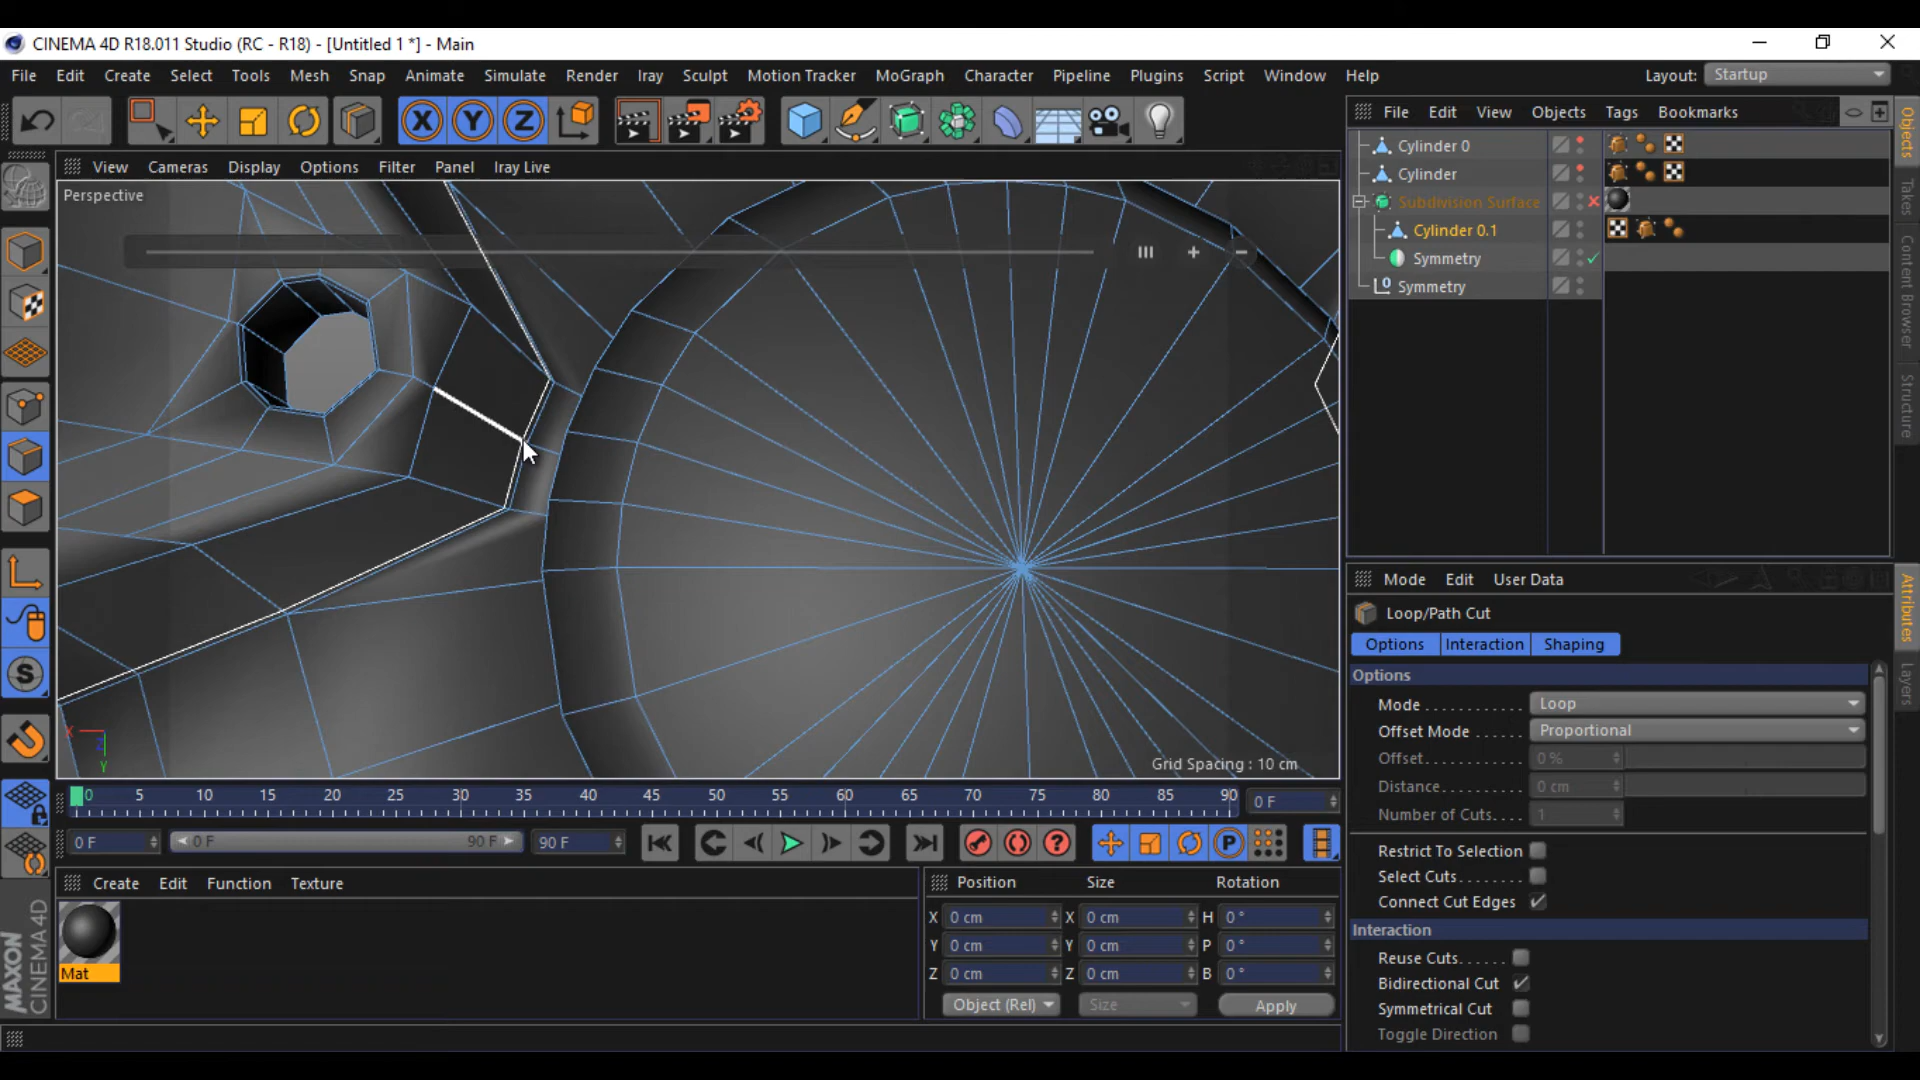 CINEMA 4D R18.011 Studio (RC - R18) - [Untitled 1 *] - Main
File Edit Create Select Tools Mesh Snap Animate Simulate Render Iray Sculpt Motion Tracker MoGraph Character Pipeline Plugins Script Window Help Layout: Startup
X Y Z
File Edit View Objects Tags Bookmarks
View Cameras Display Options Filter Panel Iray Live
Perspective
Cylinder 0
Cylinder
Subdivision Surface
Cylinder 0.1
Symmetry
Symmetry
Objects
Takes
Content Browser
Structure
Mode Edit User Data
Loop/Path Cut
Options Interaction Shaping
Options
Mode Loop
Offset Mode Proportional
Offset 0 %
Distance 0 cm
Number of Cuts 1
Restrict To Selection
Select Cuts
Connect Cut Edges
Interaction
Reuse Cuts
Bidirectional Cut
Symmetrical Cut
Toggle Direction
Attributes
Layers
X
Z
Y
Grid Spacing : 10 cm
0 5 10 15 20 25 30 35 40 45 50 55 60 65 70 75 80 85 90 0 F
0 F 0 F 90 F 90 F
Create Edit Function Texture
Mat
Position Size Rotation
X 0 cm X 0 cm H 0 °
Y 0 cm Y 0 cm P 0 °
Z 0 cm Z 0 cm B 0 °
Object (Rel) Size Apply
MAXON
CINEMA 4D